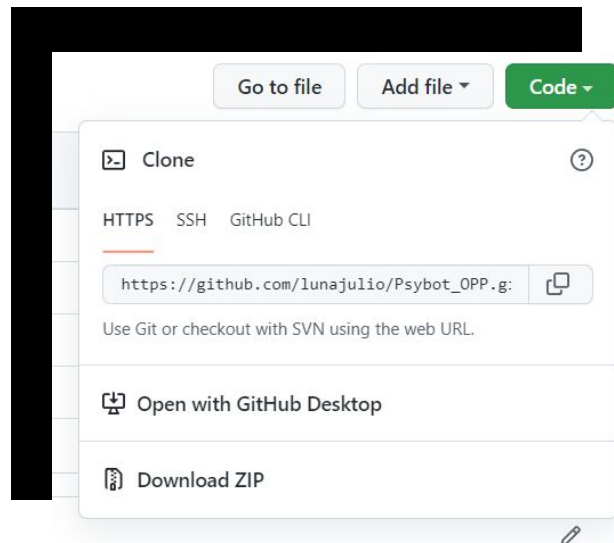 Go to file Add file Code
Clone
HTTPS SSH GitHub CLI
https://github.com/lunajulio/Psybot_OPP.g:
Use Git or checkout with SVN using the web URL.
Open with GitHub Desktop
Download ZIP